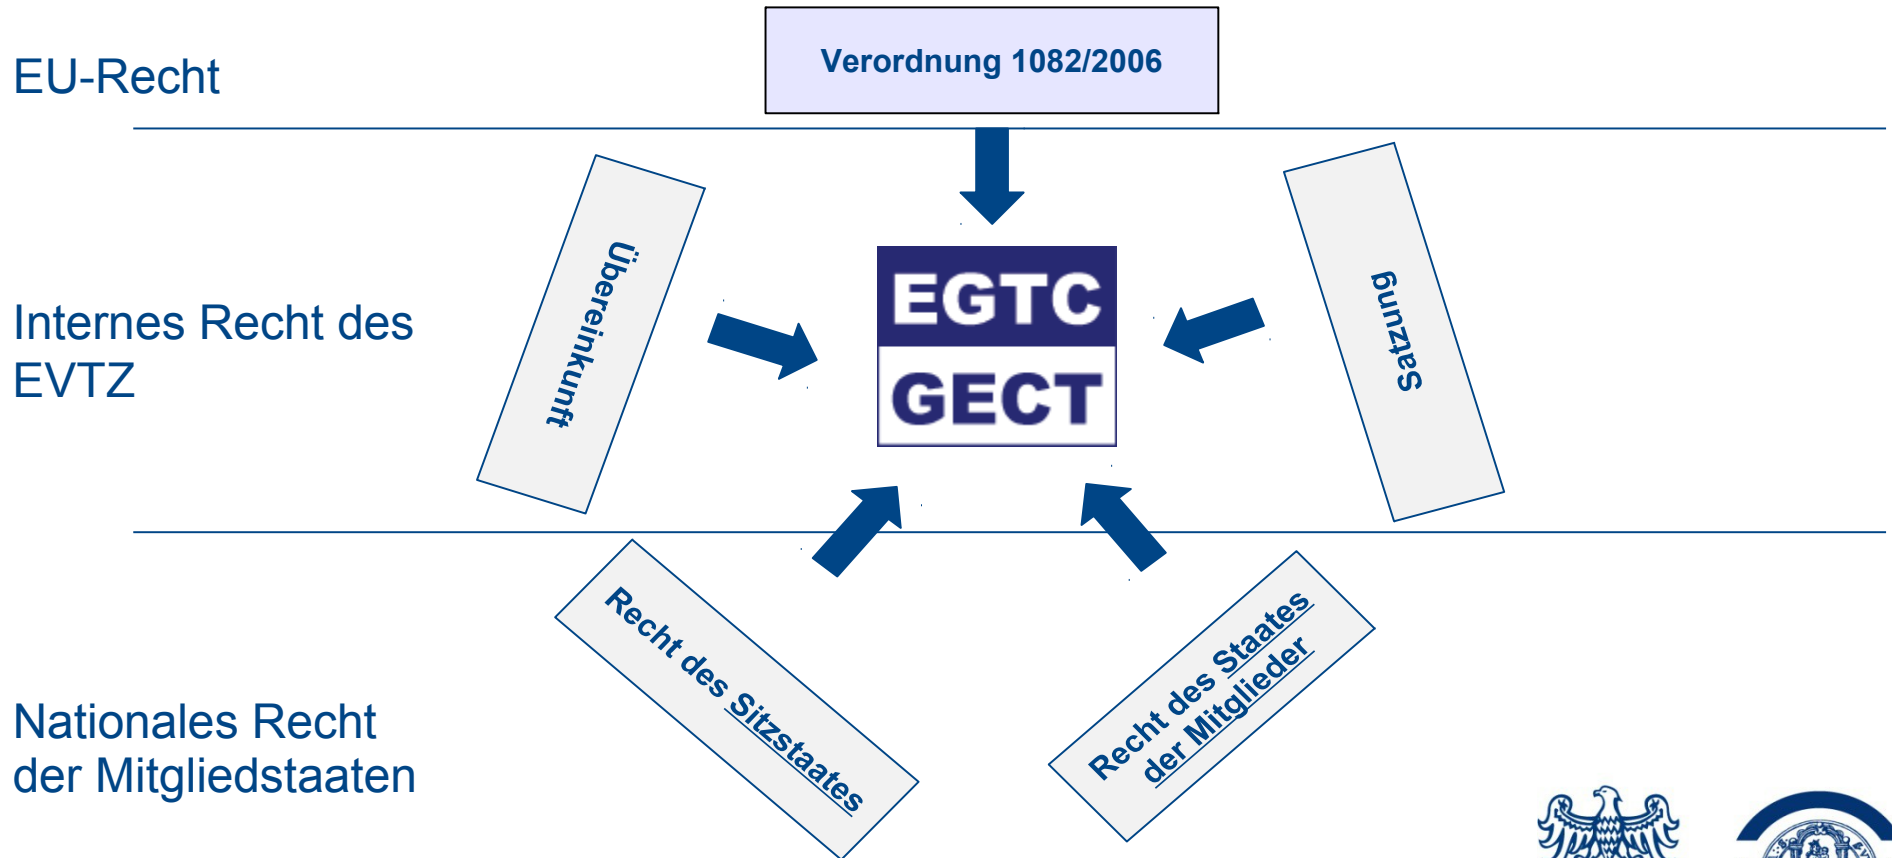 EU-Recht
Verordnung 1082/2006
Internes Recht des
EVTZ
Übereinkunft
EGTC
GECT
Satzung
Nationales Recht
der Mitgliedstaaten
Recht des Sitzstaates
Recht des Staates
der Mitglieder